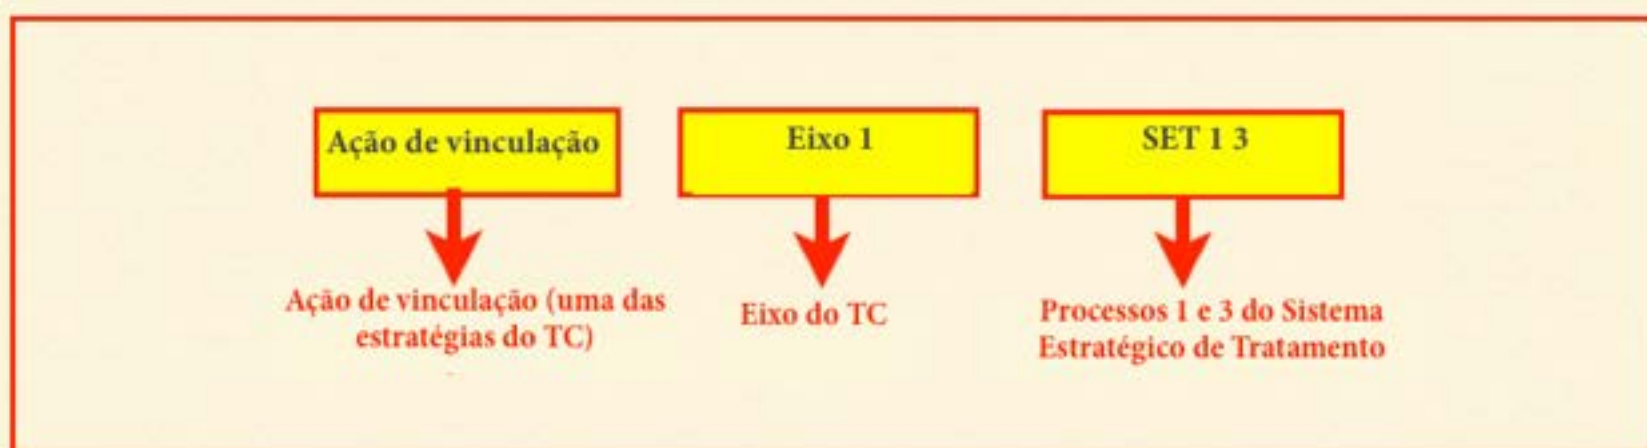 Ação de vinculação
Eixo 1
SET 1 3
Ação de vinculação (uma das
estratégias do TC)
Eixo do TC
Processos 1 e 3 do Sistema
Estratégico de Tratamento